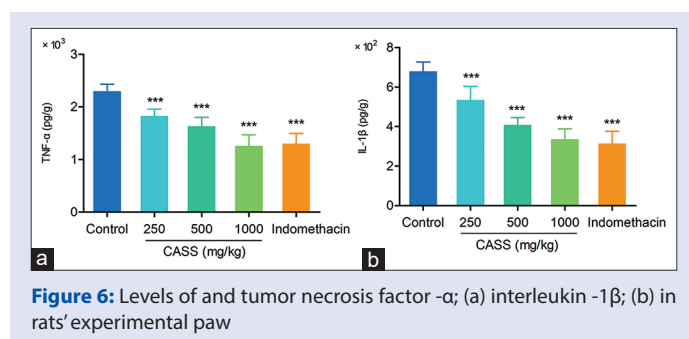 × 10³
3
2
1
0
TNF-α (pg/g)
***
***
***
***
Control 250 500 1000 Indomethacin
CASS (mg/kg)
a
× 10²
8
6
4
2
0
IL-1β (pg/g)
***
***
***
***
Control 250 500 1000 Indomethacin
CASS (mg/kg)
b
Figure 6: Levels of and tumor necrosis factor -α; (a) interleukin -1β; (b) in
rats' experimental paw